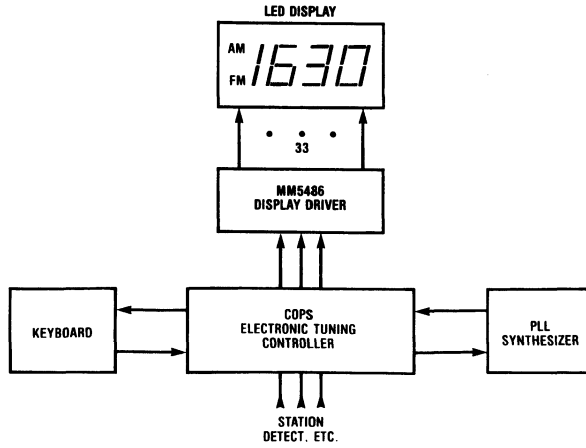 LED DISPLAY
AM
1630
FM
33
MM5486
DISPLAY DRIVER
KEYBOARD
COPS
ELECTRONIC TUNING
CONTROLLER
PLL
SYNTHESIZER
STATION
DETECT, ETC.